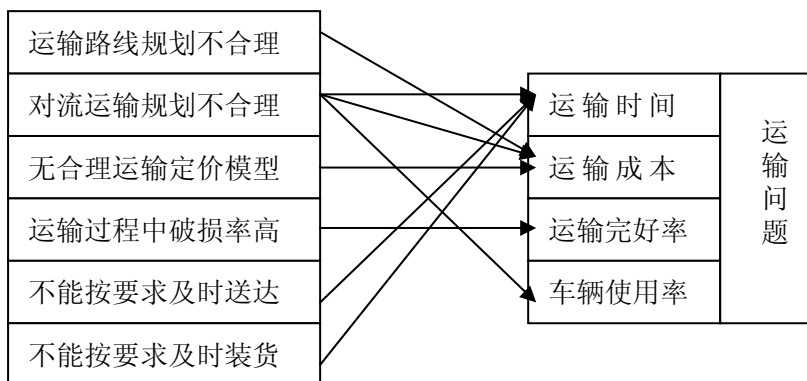 运输路线规划不合理
对流运输规划不合理
无合理运输定价模型
运输过程中破损率高
不能按要求及时送达
不能按要求及时装货
运输时间
运输成本
运输完好率
车辆使用率
运输问题